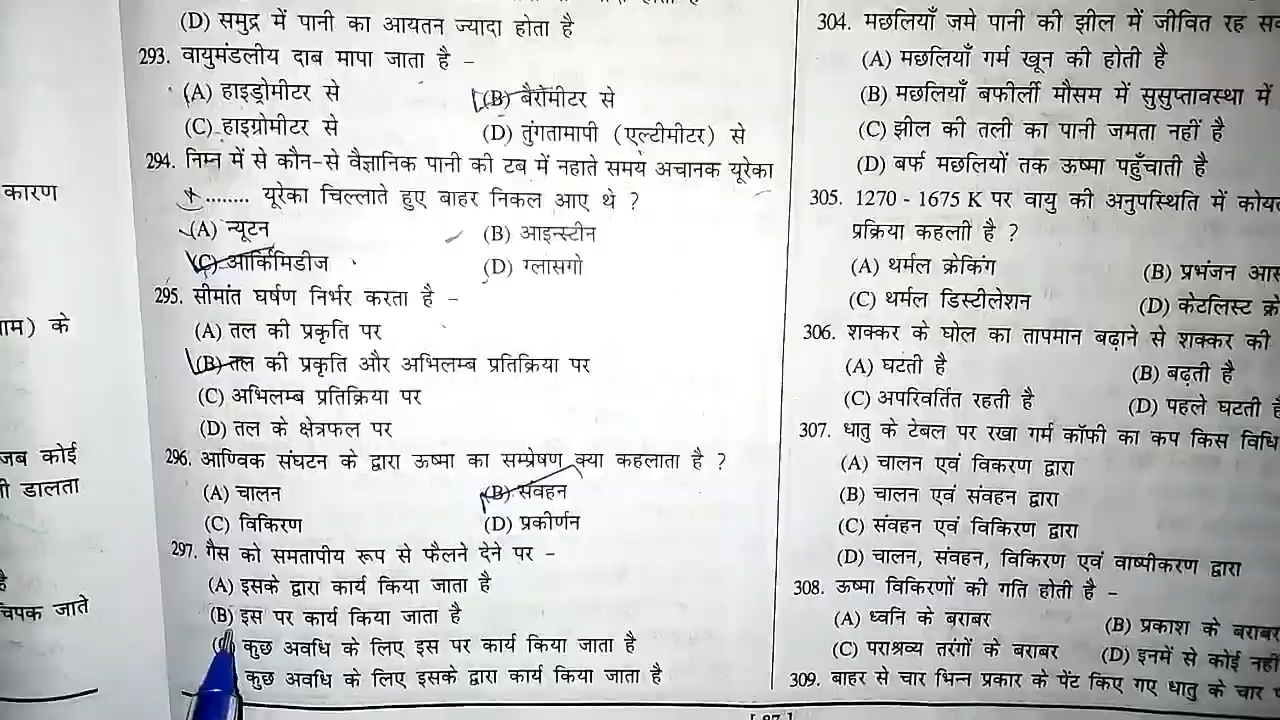 (D) समुद्र में पानी का आयतन ज्यादा होता है
293. वायुमंडलीय दाब मापा जाता है –
(A) हाइड्रोमीटर से (B) बैरोमीटर से
(C) हाइग्रोमीटर से (D) तुंगतामापी (एल्टीमीटर) से
294. निम्न में से कौन-से वैज्ञानिक पानी की टब में नहाते समय अचानक यूरेका
........ यूरेका चिल्लाते हुए बाहर निकल आए थे ?
(A) न्यूटन (B) आइन्स्टीन
(C) आर्किमिडीज (D) ग्लासगो
295. सीमांत घर्षण निर्भर करता है –
(A) तल की प्रकृति पर
(B) तल की प्रकृति और अभिलम्ब प्रतिक्रिया पर
(C) अभिलम्ब प्रतिक्रिया पर
(D) तल के क्षेत्रफल पर
296. आण्विक संघटन के द्वारा ऊष्मा का सम्प्रेषण क्या कहलाता है ?
(A) चालन (B) संवहन
(C) विकिरण (D) प्रकीर्णन
297. गैस को समतापीय रूप से फैलने देने पर –
(A) इसके द्वारा कार्य किया जाता है
(B) इस पर कार्य किया जाता है
कुछ अवधि के लिए इस पर कार्य किया जाता है
कुछ अवधि के लिए इसके द्वारा कार्य किया जाता है
304. मछलियाँ जमे पानी की झील में जीवित रह
(A) मछलियाँ गर्म खून की होती है
(B) मछलियाँ बर्फीली मौसम में सुसुप्तावस्था में
(C) झील की तली का पानी जमता नहीं है
(D) बर्फ मछलियों तक ऊष्मा पहुँचाती है
305. 1270 - 1675 K पर वायु की अनुपस्थिति में
प्रक्रिया कहलाी है ?
(A) थर्मल क्रेकिंग (B) प्रभंजन
(C) थर्मल डिस्टीलेशन (D) केटलिस्ट
306. शक्कर के घोल का तापमान बढ़ाने से शक्कर की
(A) घटती है (B) बढ़ती है
(C) अपरिवर्तित रहती है (D) पहले घटती
307. धातु के टेबल पर रखा गर्म कॉफी का कप किस विधि
(A) चालन एवं विकरण द्वारा
(B) चालन एवं संवहन द्वारा
(C) संवहन एवं विकिरण द्वारा
(D) चालन, संवहन, विकिरण एवं वाष्पीकरण द्वारा
308. ऊष्मा विकिरणों की गति होती है –
(A) ध्वनि के बराबर (B) प्रकाश के बराबर
(C) पराश्रव्य तरंगों के बराबर (D) इनमें से कोई नहीं
309. बाहर से चार भिन्न प्रकार के पेंट किए गए धातु के चार
कारण
के
जब कोई
डालता
चिपक जाते